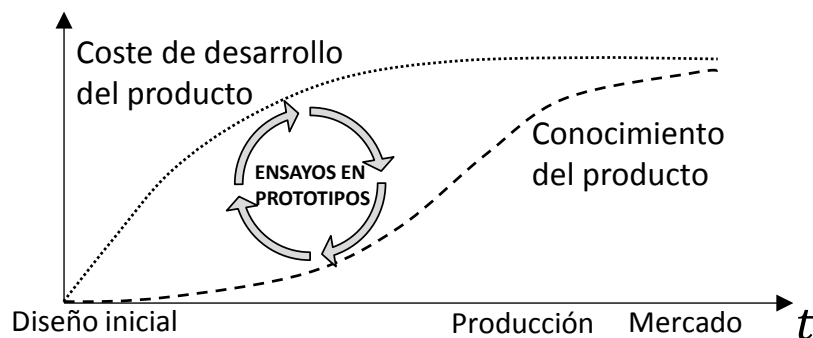 Coste de desarrollo
del producto
ENSAYOS EN
PROTOTIPOS
Conocimiento
del producto
Diseño inicial
Producción
Mercado
t